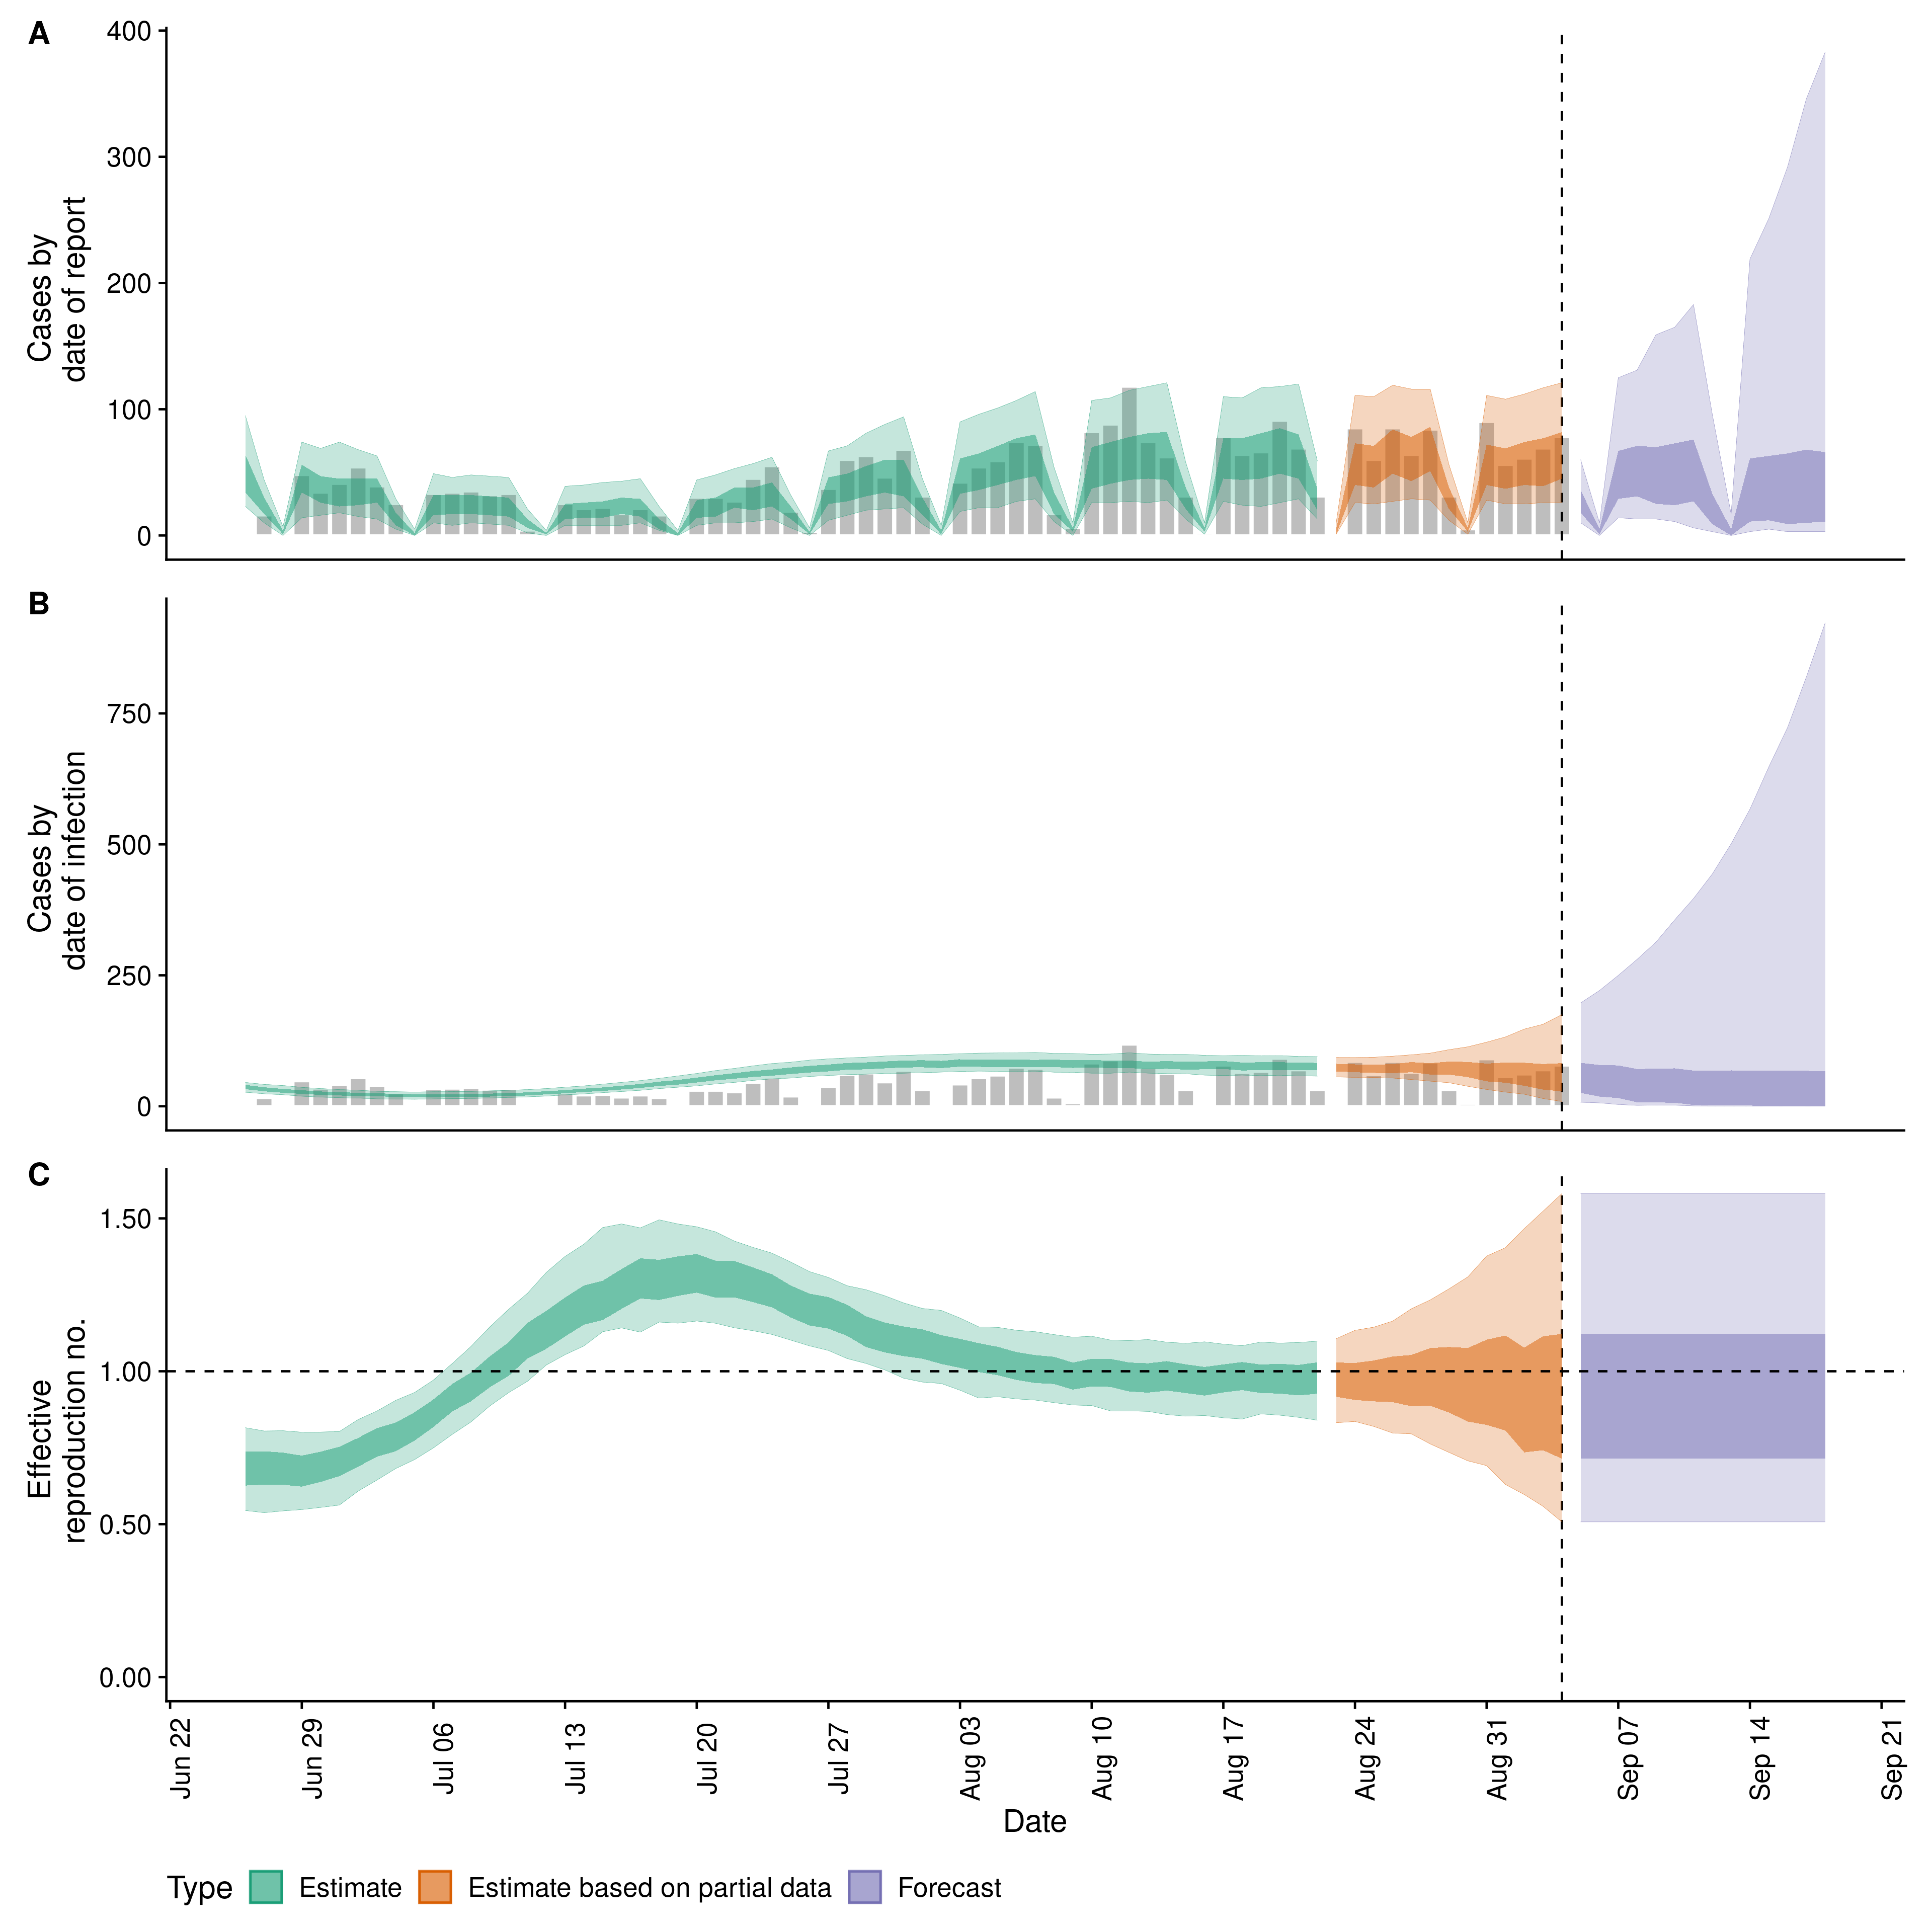 A
400
300
200
100
0
Cases by
date of report
B
750
500
250
0
Cases by
date of infection
C
1.50
1.00
0.50
0.00
Effective
reproduction no.
Jun 22
Jun 29
Jul 06
Jul 13
Jul 20
Jul 27
Aug 03
Aug 10
Aug 17
Aug 24
Aug 31
Sep 07
Sep 14
Sep 21
Date
Type Estimate Estimate based on partial data Forecast